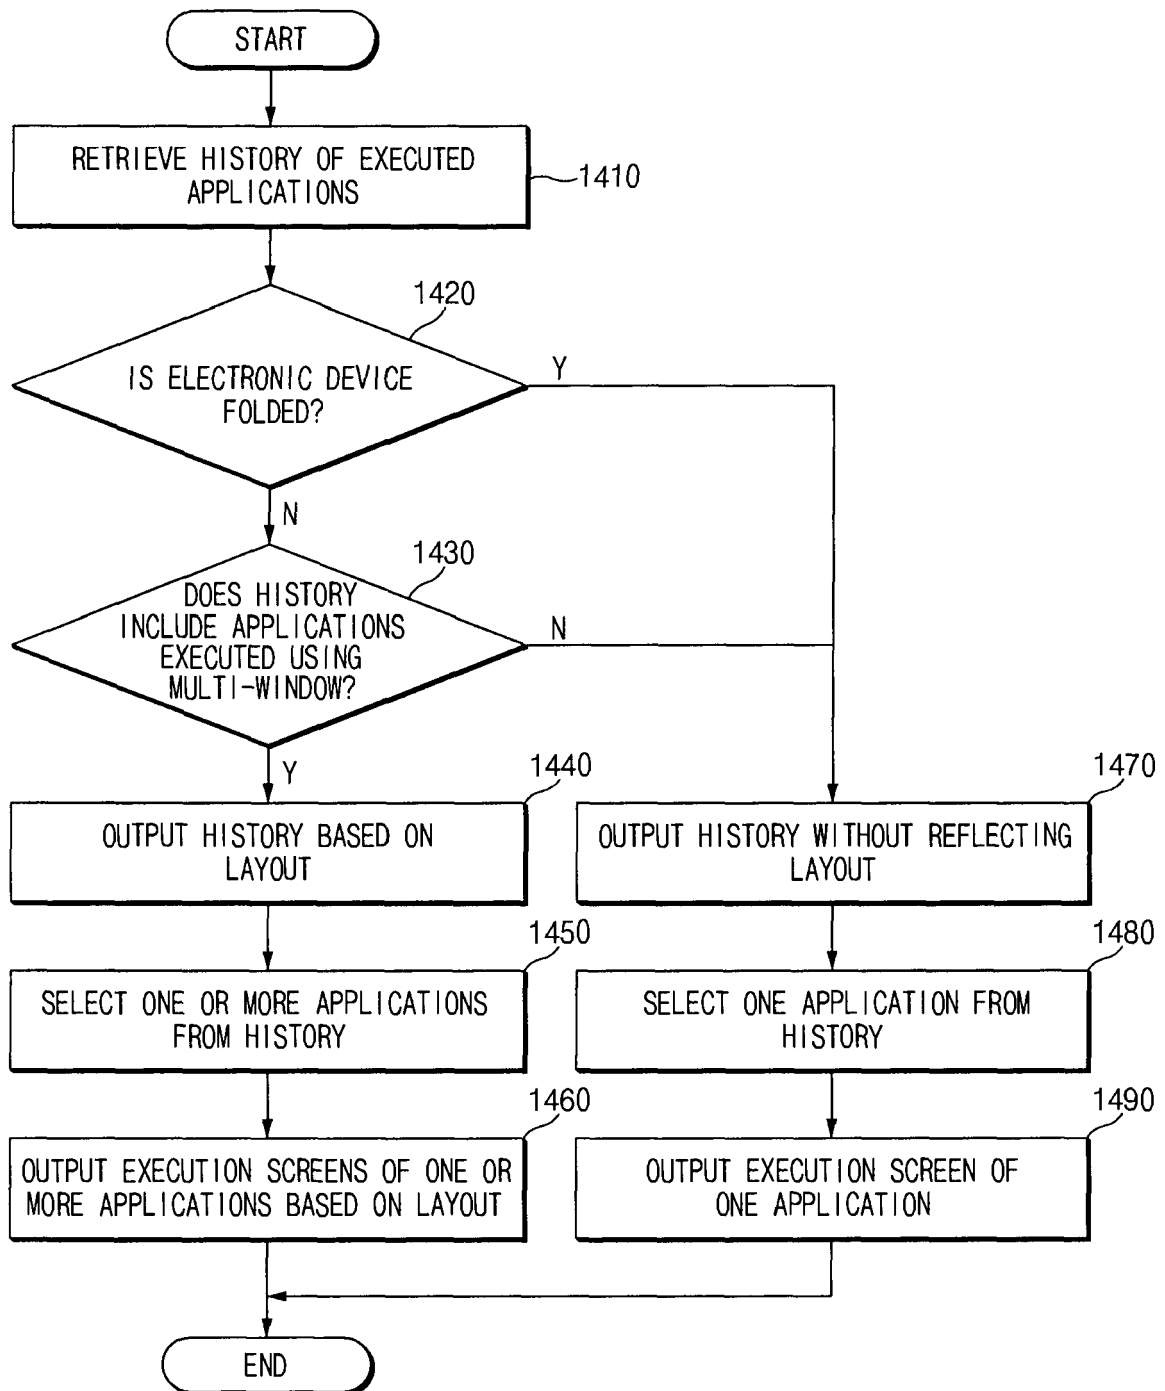 START
RETRIEVE HISTORY OF EXECUTED
APPLICATIONS
1410
1420
IS ELECTRONIC DEVICE
FOLDED?
Y
N
1430
DOES HISTORY
INCLUDE APPLICATIONS
EXECUTED USING
MULTI-WINDOW?
N
Y
1440
OUTPUT HISTORY BASED ON
LAYOUT
1470
OUTPUT HISTORY WITHOUT REFLECTING
LAYOUT
1450
SELECT ONE OR MORE APPLICATIONS
FROM HISTORY
1480
SELECT ONE APPLICATION FROM
HISTORY
1460
OUTPUT EXECUTION SCREENS OF ONE OR
MORE APPLICATIONS BASED ON LAYOUT
1490
OUTPUT EXECUTION SCREEN OF
ONE APPLICATION
END